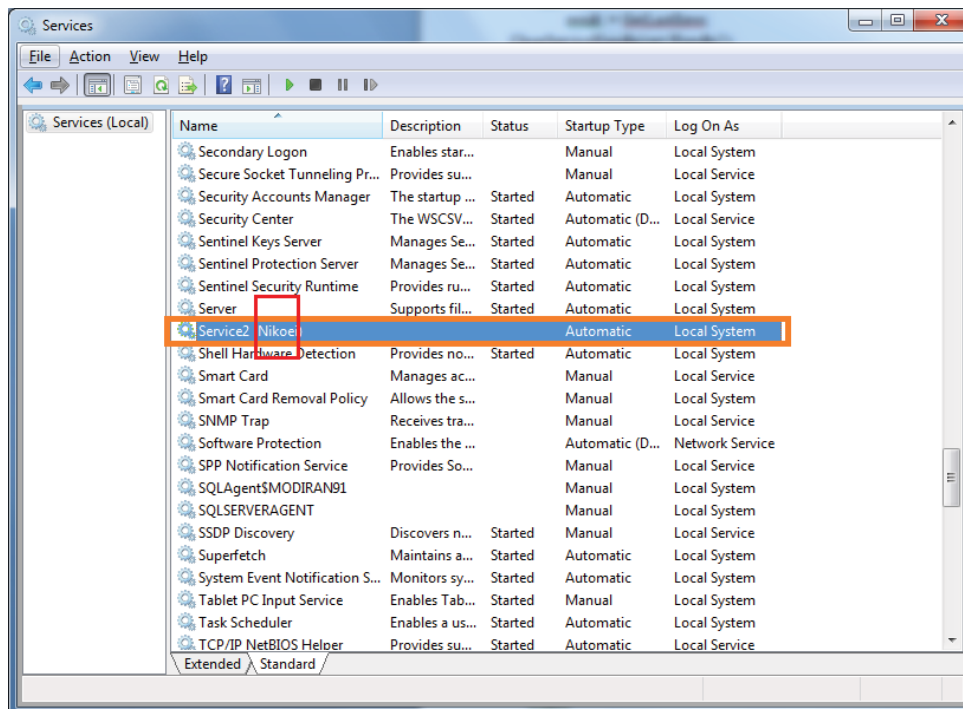 Services
File Action View Help
Services (Local)
Name Description Status Startup Type Log On As
Secondary Logon Enables star... Manual Local System
Secure Socket Tunneling Pr... Provides su... Manual Local Service
Security Accounts Manager The startup ... Started Automatic Local System
Security Center The WSCSV... Started Automatic (D... Local Service
Sentinel Keys Server Manages Se... Started Automatic Local System
Sentinel Protection Server Manages Se... Started Automatic Local System
Sentinel Security Runtime Provides ru... Started Automatic Local System
Server Supports fil... Started Automatic Local System
Service2 (Nikoei) Automatic Local System
Shell Hardware Detection Provides no... Started Automatic Local System
Smart Card Manages ac... Manual Local Service
Smart Card Removal Policy Allows the s... Manual Local System
SNMP Trap Receives tra... Manual Local Service
Software Protection Enables the ... Automatic (D... Network Service
SPP Notification Service Provides So... Manual Local Service
SQLAgent$MODIRAN91 Manual Local System
SQLSERVERAGENT Manual Local System
SSDP Discovery Discovers n... Started Manual Local Service
Superfetch Maintains a... Started Automatic Local System
System Event Notification S... Monitors sy... Started Automatic Local System
Tablet PC Input Service Enables Tab... Started Manual Local System
Task Scheduler Enables a us... Started Automatic Local System
TCP/IP NetBIOS Helper Provides su... Started Automatic Local Service
Extended Standard